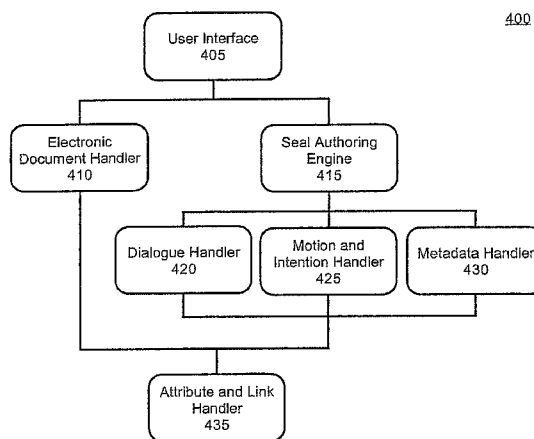 400
User Interface
405
Electronic
Document Handler
410
Seal Authoring
Engine
415
Dialogue Handler
420
Motion and
Intention Handler
425
Metadata Handler
430
Attribute and Link
Handler
435